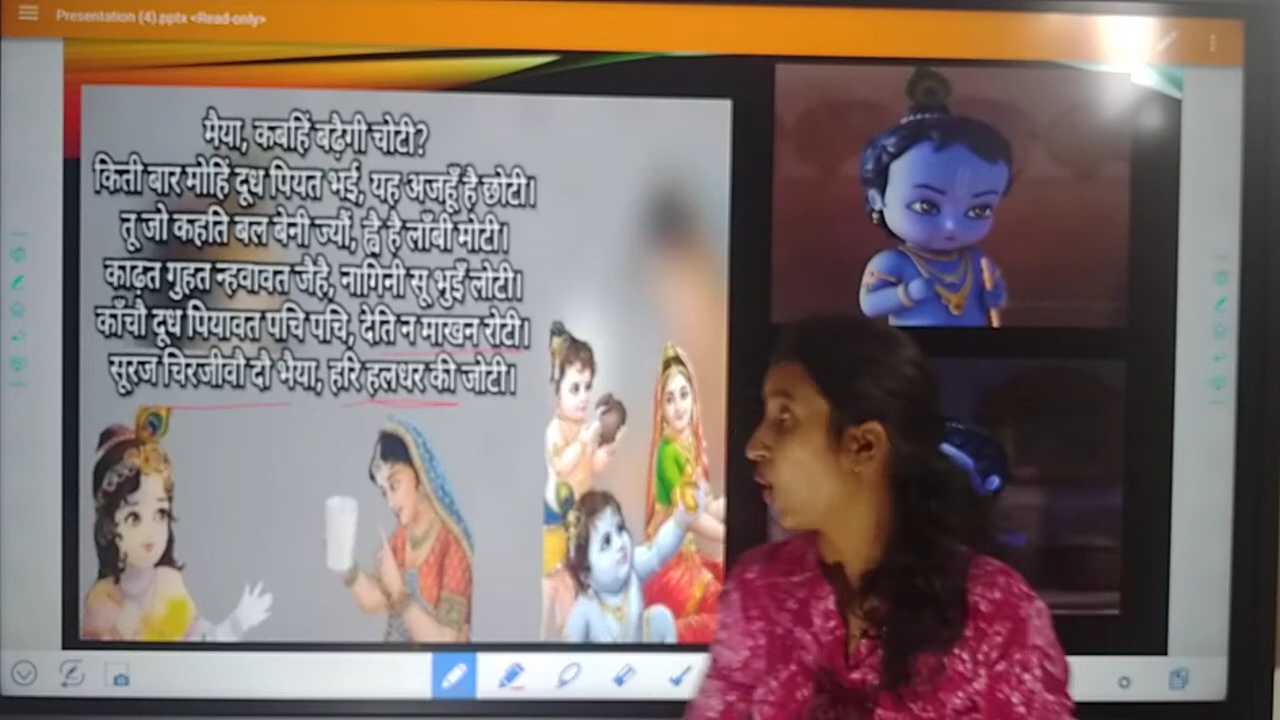 Presentation (4).pptx <Read-only>
मैया, कबहिं बढ़ैगी चोटी?
किती बार मोहिं दूध पियत भई, यह अजहूँ है छोटी।
तू जो कहति बल बेनी ज्यौं, ह्वै है लाँबी मोटी।
काढ़त गुहत न्हवावत जैहै, नागिनी सू भुइँ लोटी।
काँचौ दूध पियावत पचि पचि, देति न माखन रोटी।
सूरज चिरजीवो दो भैया, हरि हलधर की जोटी।